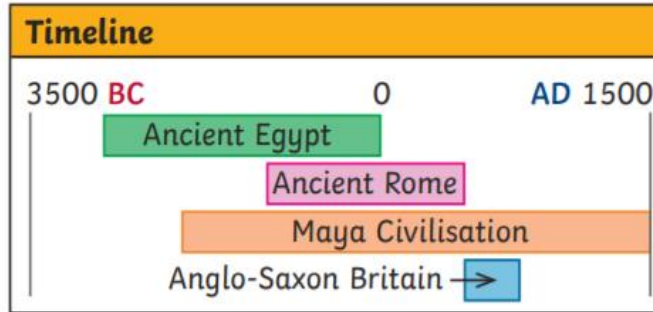 Timeline
3500 BC 0 AD 1500
Ancient Egypt
Ancient Rome
Maya Civilisation
Anglo-Saxon Britain